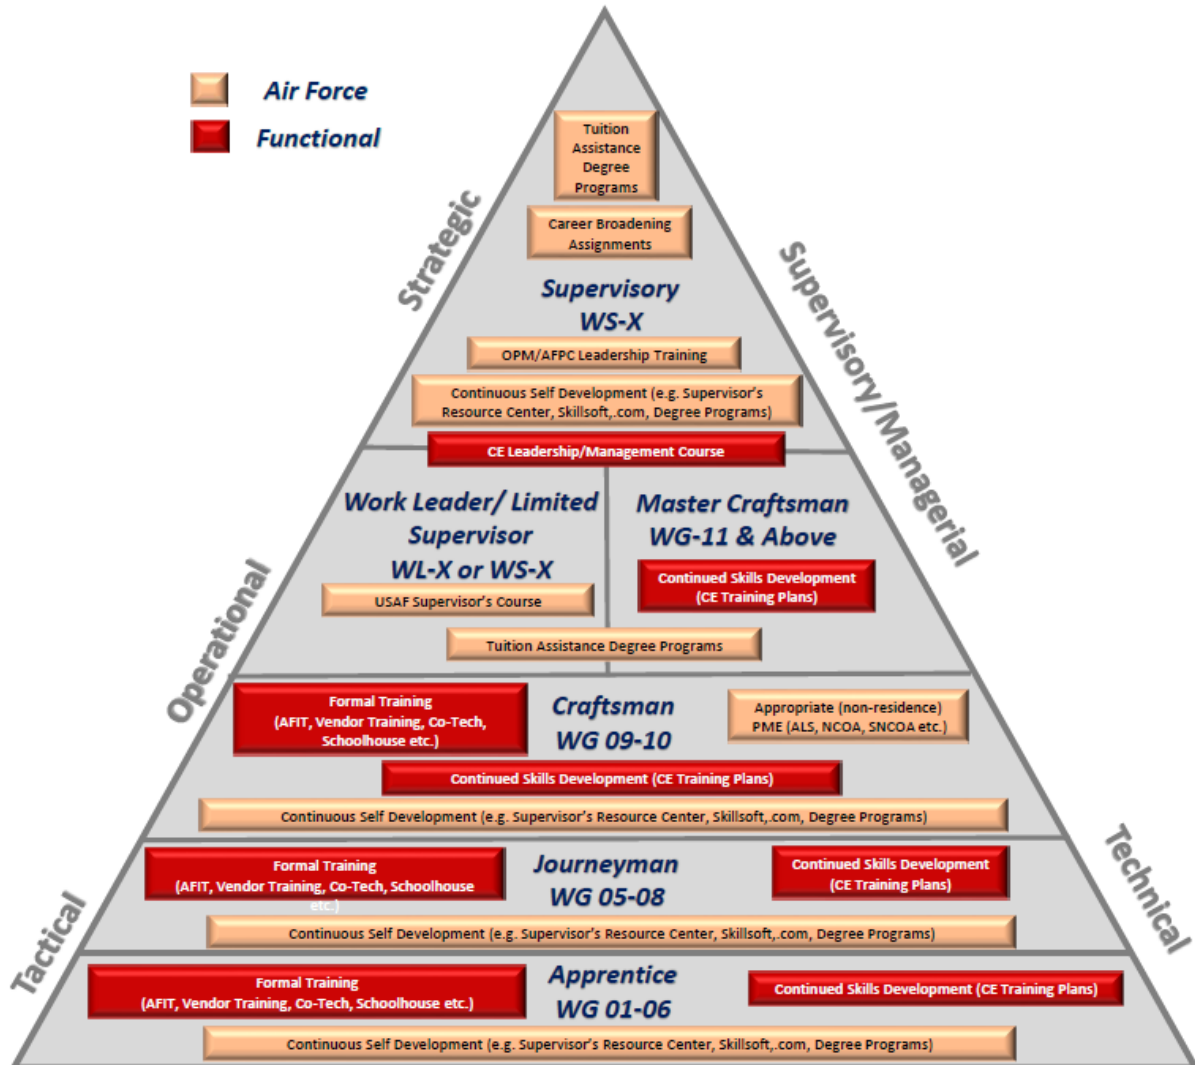 Air Force
Functional
Tuition
Assistance
Degree
Programs
Career Broadening
Assignments
Strategic
Supervisory/Managerial
Supervisory
WS-X
OPM/AFPC Leadership Training
Continuous Self Development (e.g. Supervisor's
Resource Center, Skillsoft,.com, Degree Programs)
CE Leadership/Management Course
Work Leader/ Limited
Supervisor
WL-X or WS-X
USAF Supervisor's Course
Master Craftsman
WG-11 & Above
Continued Skills Development
(CE Training Plans)
Tuition Assistance Degree Programs
Operational
Formal Training
(AFIT, Vendor Training, Co-Tech,
Schoolhouse etc.)
Craftsman
WG 09-10
Appropriate (non-residence)
PME (ALS, NCOA, SNCOA etc.)
Continued Skills Development (CE Training Plans)
Continuous Self Development (e.g. Supervisor's Resource Center, Skillsoft,.com, Degree Programs)
Formal Training
(AFIT, Vendor Training, Co-Tech, Schoolhouse
etc.)
Journeyman
WG 05-08
Continued Skills Development
(CE Training Plans)
Continuous Self Development (e.g. Supervisor's Resource Center, Skillsoft,.com, Degree Programs)
Tactical
Technical
Formal Training
(AFIT, Vendor Training, Co-Tech, Schoolhouse etc.)
Apprentice
WG 01-06
Continued Skills Development (CE Training Plans)
Continuous Self Development (e.g. Supervisor's Resource Center, Skillsoft,.com, Degree Programs)